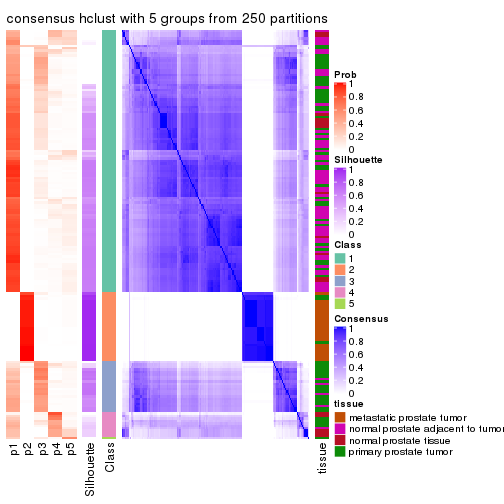 consensus hclust with 5 groups from 250 partitions
Prob
1
0.8
0.6
0.4
0.2
0
Silhouette
1
0.8
0.6
0.4
0.2
0
Class
1
2
3
4
5
Consensus
1
0.8
0.6
0.4
0.2
0
tissue
metastatic prostate tumor
normal prostate adjacent to tumor
normal prostate tissue
primary prostate tumor
p1
p2
p3
p4
p5
Silhouette
Class
tissue